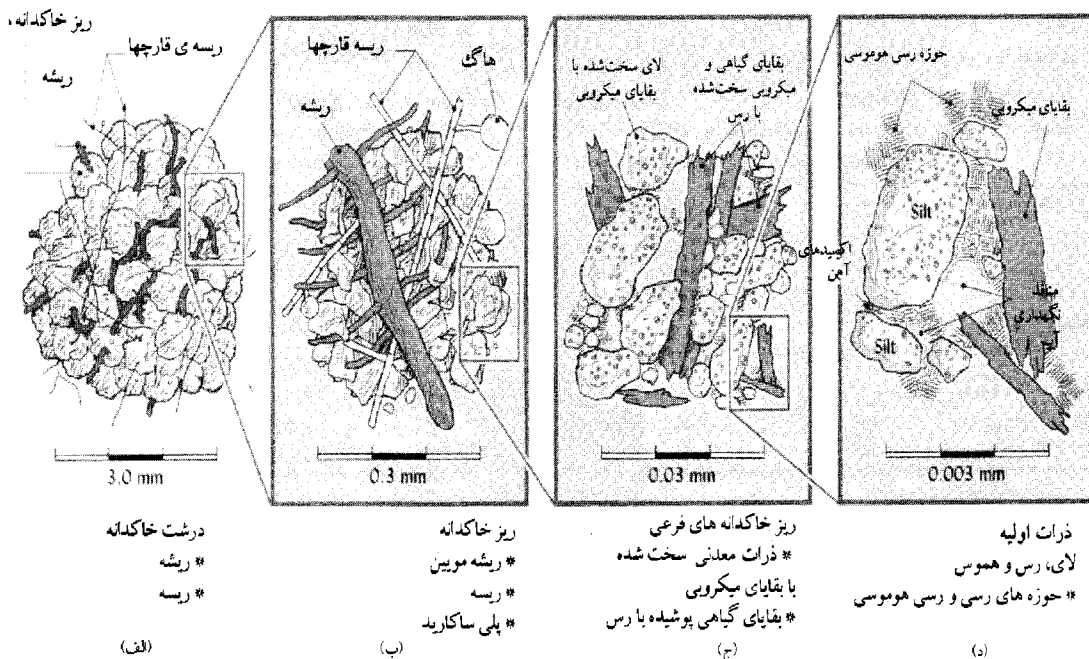 ریز خاکدانه
ریسه ی قارچها
ریشه
ریسه قارچها
هاگ
ریشه
لای سخت‌شده با
بقایای میکروبی
بقایای گیاهی و
میکروبی سخت‌شده
با رس
اکسیدهای
آهن
حوزه رسی هوموسی
بقایای میکروبی
Silt
Silt
منفذ
نگهداری
آب
3.0 mm
0.3 mm
0.03 mm
0.003 mm
درشت خاکدانه
* ریشه
* ریسه
(الف)
ریز خاکدانه
* ریشه مویین
* ریسه
* پلی ساکارید
(ب)
ریز خاکدانه های فرعی
* ذرات معدنی سخت شده
با بقایای میکروبی
* بقایای گیاهی پوشیده با رس
(ج)
ذرات اولیه
لای، رس و هموس
* حوزه های رسی و رسی هوموسی
(د)